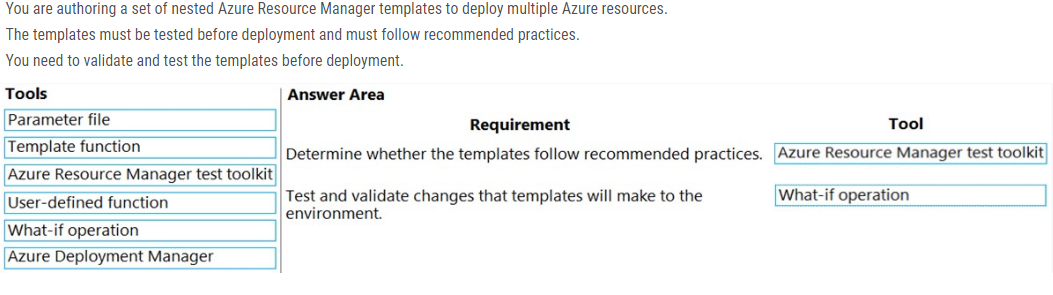 You are authoring a set of nested Azure Resource Manager templates to deploy multiple Azure resources.
The templates must be tested before deployment and must follow recommended practices.
You need to validate and test the templates before deployment.
Tools
Parameter file
Template function
Azure Resource Manager test toolkit
User-defined function
What-if operation
Azure Deployment Manager
Answer Area
Requirement
Tool
Determine whether the templates follow recommended practices.
Azure Resource Manager test toolkit
Test and validate changes that templates will make to the
environment.
What-if operation